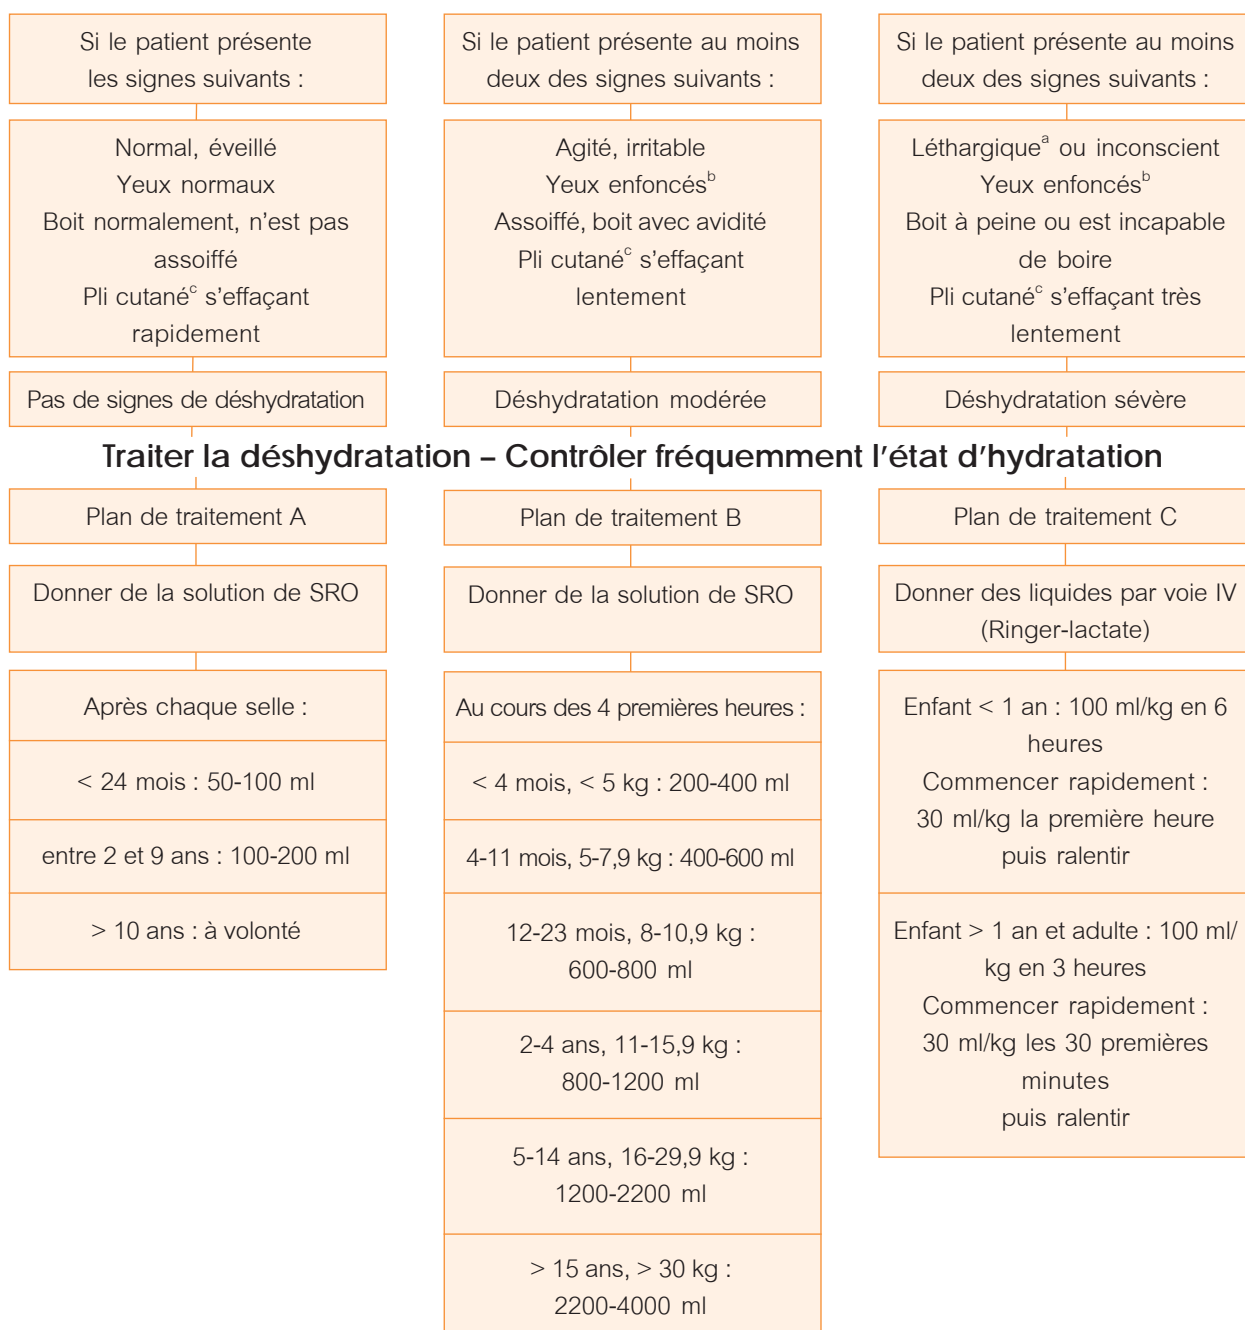 Si le patient présente
les signes suivants :
Normal, éveillé
Yeux normaux
Boit normalement, n'est pas
assoiffé
Pli cutanéᶜ s'effaçant
rapidement
Pas de signes de déshydratation
Si le patient présente au moins
deux des signes suivants :
Agité, irritable
Yeux enfoncésᵇ
Assoiffé, boit avec avidité
Pli cutanéᶜ s'effaçant
lentement
Déshydratation modérée
Si le patient présente au moins
deux des signes suivants :
Léthargiqueᵃ ou inconscient
Yeux enfoncésᵇ
Boit à peine ou est incapable
de boire
Pli cutanéᶜ s'effaçant très
lentement
Déshydratation sévère
Traiter la déshydratation – Contrôler fréquemment l'état d'hydratation
Plan de traitement A
Donner de la solution de SRO
Après chaque selle :
< 24 mois : 50-100 ml
entre 2 et 9 ans : 100-200 ml
> 10 ans : à volonté
Plan de traitement B
Donner de la solution de SRO
Au cours des 4 premières heures :
< 4 mois, < 5 kg : 200-400 ml
4-11 mois, 5-7,9 kg : 400-600 ml
12-23 mois, 8-10,9 kg :
600-800 ml
2-4 ans, 11-15,9 kg :
800-1200 ml
5-14 ans, 16-29,9 kg :
1200-2200 ml
> 15 ans, > 30 kg :
2200-4000 ml
Plan de traitement C
Donner des liquides par voie IV
(Ringer-lactate)
Enfant < 1 an : 100 ml/kg en 6
heures
Commencer rapidement :
30 ml/kg la première heure
puis ralentir
Enfant > 1 an et adulte : 100 ml/
kg en 3 heures
Commencer rapidement :
30 ml/kg les 30 premières
minutes
puis ralentir